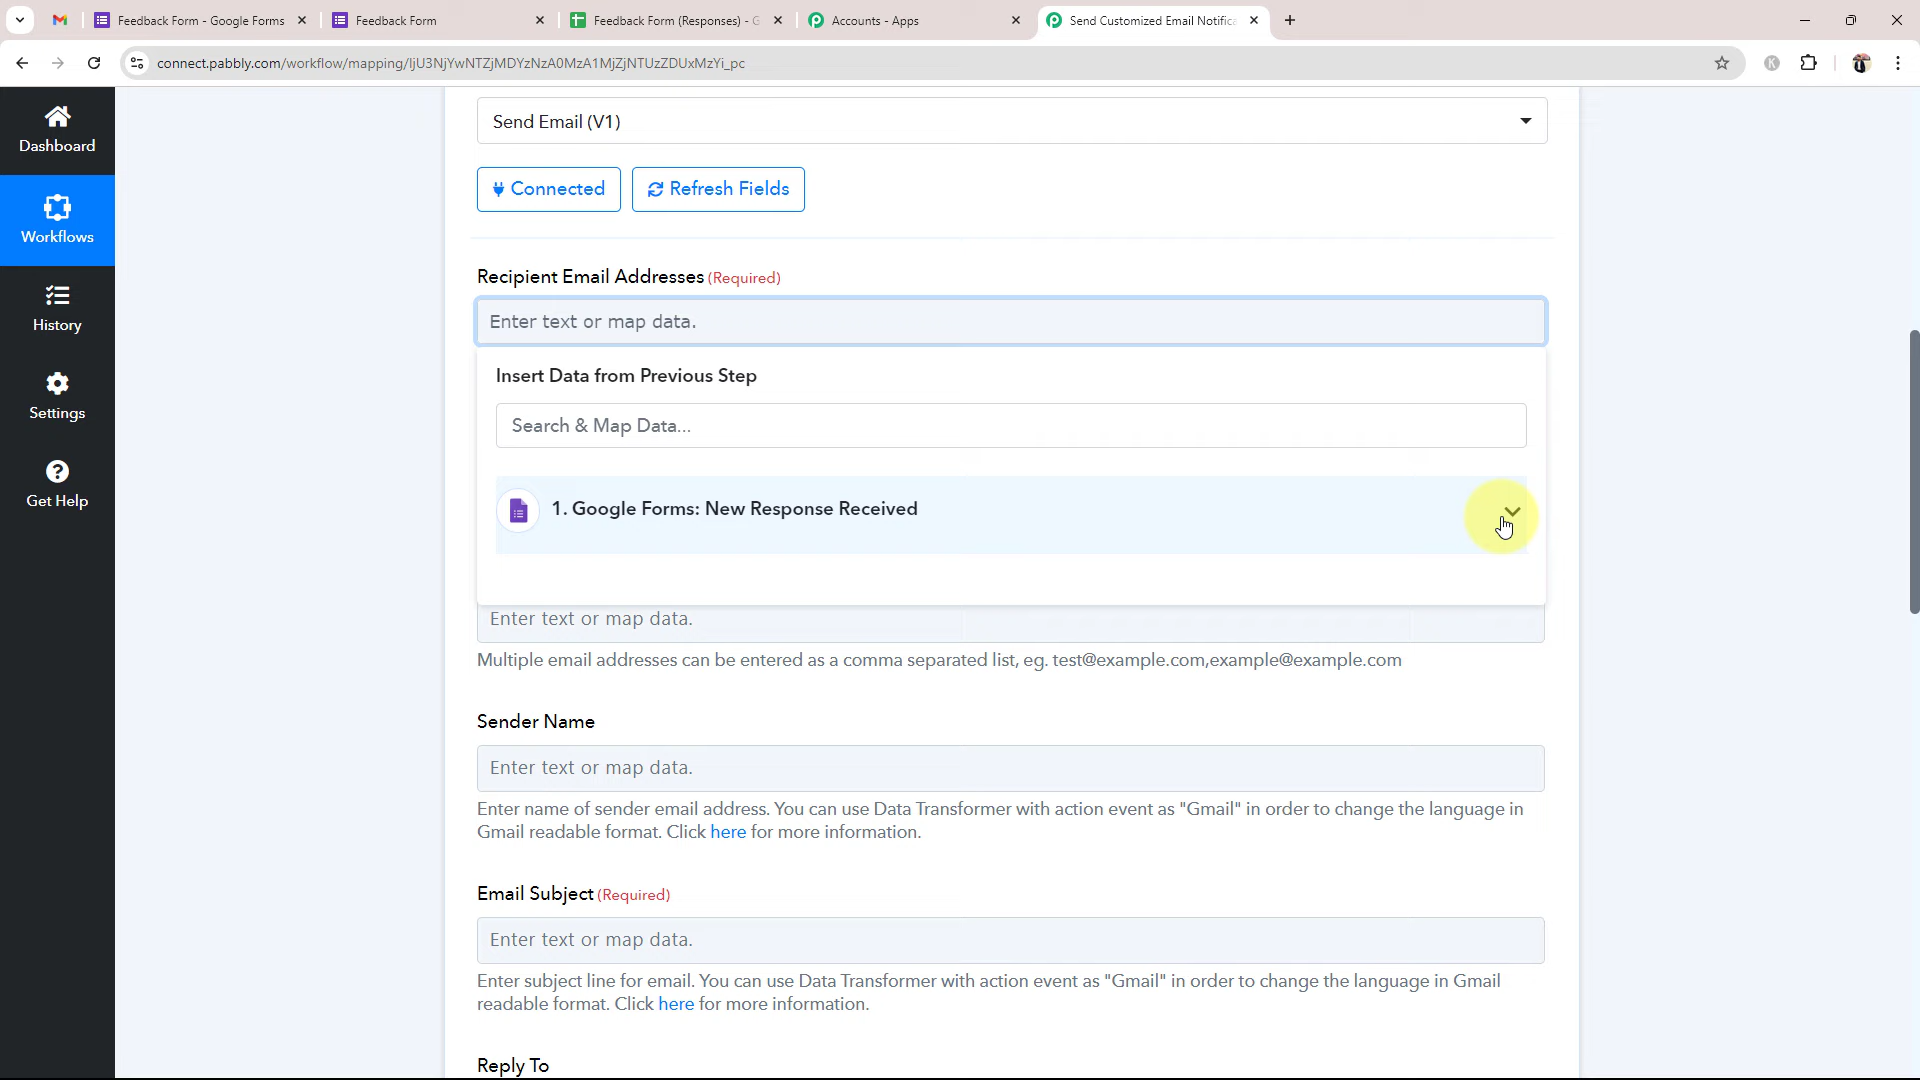 Feedback Form - Google Forms
Feedback Form
Feedback Form (Responses) - G
Accounts - Apps
Send Customized Email Notifica
connect.pabbly.com/workflow/mapping/IjU3NjYwNTZjMDYzNzA0MzA1MjZjNTUzZDUxMzYi_pc
K
Dashboard
Workflows
History
Settings
Get Help
Send Email (V1)
Connected
Refresh Fields
Recipient Email Addresses (Required)
Enter text or map data.
Insert Data from Previous Step
Search & Map Data...
1. Google Forms: New Response Received
Enter text or map data.
Multiple email addresses can be entered as a comma separated list, eg. test@example.com,example@example.com
Sender Name
Enter text or map data.
Enter name of sender email address. You can use Data Transformer with action event as "Gmail" in order to change the language in
Gmail readable format. Click here for more information.
Email Subject (Required)
Enter text or map data.
Enter subject line for email. You can use Data Transformer with action event as "Gmail" in order to change the language in Gmail
readable format. Click here for more information.
Reply To